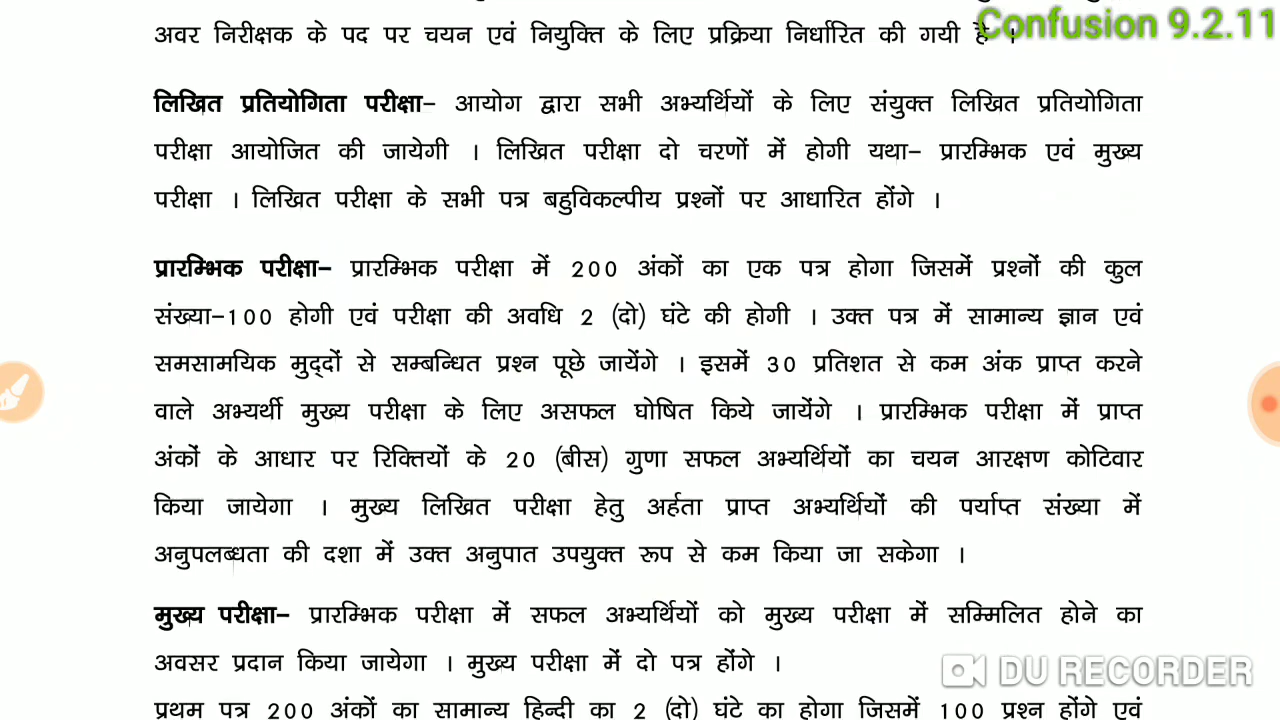 Confusion 9.2.11
अवर निरीक्षक के पद पर चयन एवं नियुक्ति के लिए प्रक्रिया निर्धारित की गयी है ।
लिखित प्रतियोगिता परीक्षा– आयोग द्वारा सभी अभ्यर्थियों के लिए संयुक्त लिखित प्रतियोगिता
परीक्षा आयोजित की जायेगी । लिखित परीक्षा दो चरणों में होगी यथा– प्रारम्भिक एवं मुख्य
परीक्षा । लिखित परीक्षा के सभी पत्र बहुविकल्पीय प्रश्नों पर आधारित होंगे ।
प्रारम्भिक परीक्षा– प्रारम्भिक परीक्षा में 200 अंकों का एक पत्र होगा जिसमें प्रश्नों की कुल
संख्या–100 होगी एवं परीक्षा की अवधि 2 (दो) घंटे की होगी । उक्त पत्र में सामान्य ज्ञान एवं
समसामयिक मुद्दों से सम्बन्धित प्रश्न पूछे जायेंगे । इसमें 30 प्रतिशत से कम अंक प्राप्त करने
वाले अभ्यर्थी मुख्य परीक्षा के लिए असफल घोषित किये जायेंगे । प्रारम्भिक परीक्षा में प्राप्त
अंकों के आधार पर रिक्तियों के 20 (बीस) गुणा सफल अभ्यर्थियों का चयन आरक्षण कोटिवार
किया जायेगा । मुख्य लिखित परीक्षा हेतु अर्हता प्राप्त अभ्यर्थियों की पर्याप्त संख्या में
अनुपलब्धता की दशा में उक्त अनुपात उपयुक्त रूप से कम किया जा सकेगा ।
मुख्य परीक्षा– प्रारम्भिक परीक्षा में सफल अभ्यर्थियों को मुख्य परीक्षा में सम्मिलित होने का
अवसर प्रदान किया जायेगा । मुख्य परीक्षा में दो पत्र होंगे ।
DU RECORDER
प्रथम पत्र 200 अंकों का सामान्य हिन्दी का 2 (दो) घंटे का होगा जिसमें 100 प्रश्न होंगे एवं